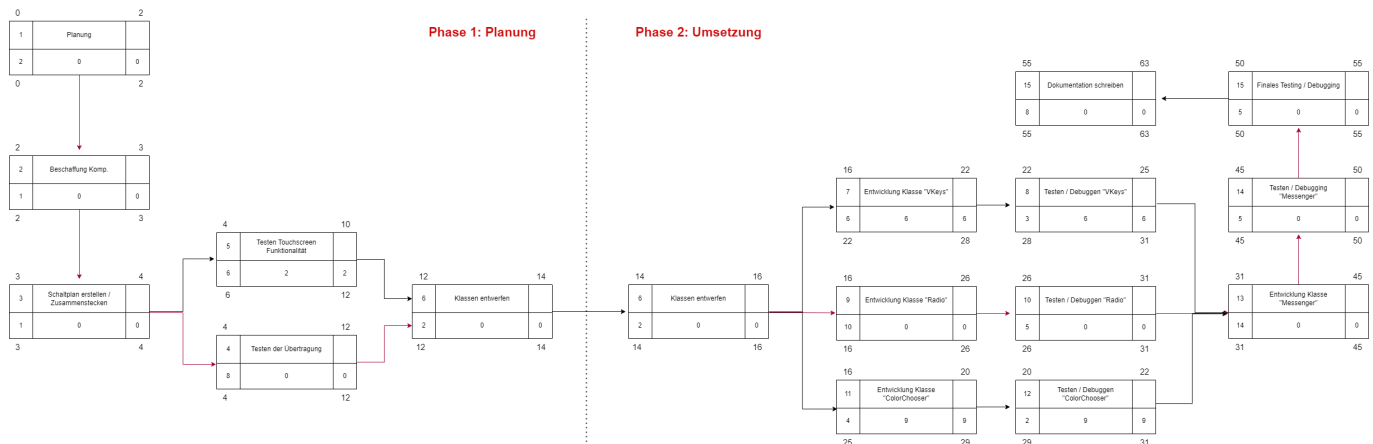 Phase 1: Planung
Phase 2: Umsetzung
0 2
1 Planung
2 0 0
0 2
2 3
2 Beschaffung Komp.
1 0 0
2 3
3 4
3 Schaltplan erstellen /
Zusammenstecken
1 0 0
3 4
4 10
5 Testen Touchscreen
Funktionalität
6 2 2
6 12
4 12
4 Testen der Übertragung
8 0 0
4 12
12 14
6 Klassen entwerfen
2 0 0
12 14
14 16
6 Klassen entwerfen
2 0 0
14 16
16 22
7 Entwicklung Klasse "VKeys"
6 6 6
22 28
22 25
8 Testen / Debuggen "VKeys"
3 6 6
28 31
16 26
9 Entwicklung Klasse "Radio"
10 0 0
16 26
26 31
10 Testen / Debuggen "Radio"
5 0 0
26 31
16 20
11 Entwicklung Klasse
"ColorChooser"
4 9 9
25 29
20 22
12 Testen / Debuggen
"ColorChooser"
2 9 9
29 31
31 45
13 Entwicklung Klasse
"Messenger"
14 0 0
31 45
45 50
14 Testen / Debugging
"Messenger"
5 0 0
45 50
50 55
15 Finales Testing / Debugging
5 0 0
50 55
55 63
15 Dokumentation schreiben
8 0 0
55 63